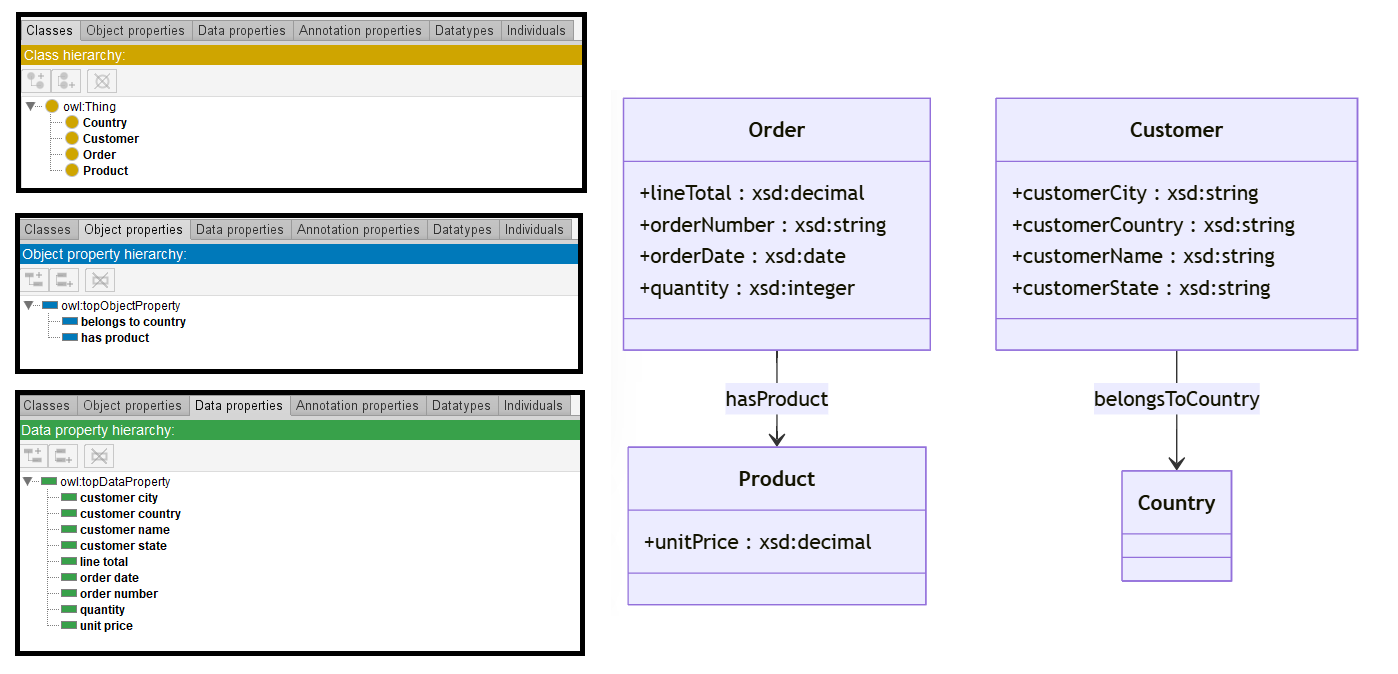 Classes Object properties Data properties Annotation properties Datatypes Individuals
Class hierarchy:
owl:Thing
Country
Customer
Order
Product
Classes Object properties Data properties Annotation properties Datatypes Individuals
Object property hierarchy:
owl:topObjectProperty
belongs to country
has product
Classes Object properties Data properties Annotation properties Datatypes Individuals
Data property hierarchy:
owl:topDataProperty
customer city
customer country
customer name
customer state
line total
order date
order number
quantity
unit price
Order
+lineTotal : xsd:decimal
+orderNumber : xsd:string
+orderDate : xsd:date
+quantity : xsd:integer
hasProduct
Product
+unitPrice : xsd:decimal
Customer
+customerCity : xsd:string
+customerCountry : xsd:string
+customerName : xsd:string
+customerState : xsd:string
belongsToCountry
Country